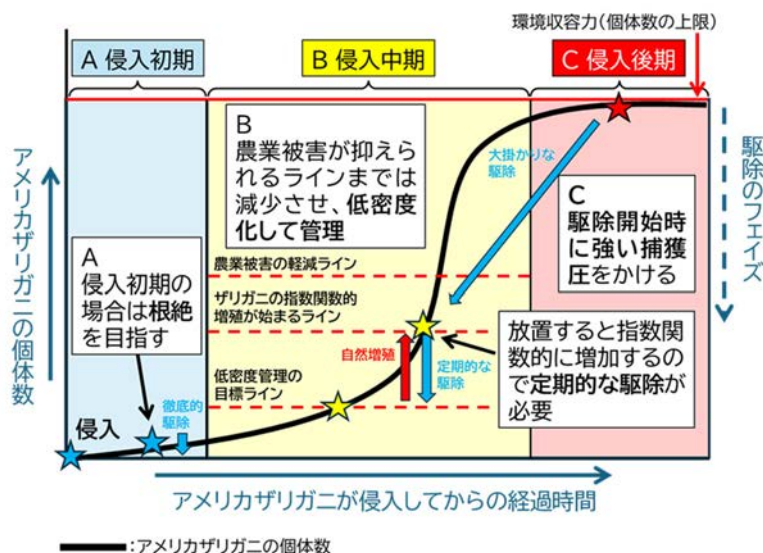 環境収容力(個体数の上限)
A 侵入初期
B 侵入中期
C 侵入後期
アメリカザリガニの個体数
駆除のフェイズ
B
農業被害が抑えら
れるラインまでは
減少させ、低密度
化して管理
大掛かりな
駆除
C
駆除開始時
に強い捕獲
圧をかける
A
侵入初期の
場合は根絶
を目指す
農業被害の軽減ライン
ザリガニの指数関数的
増殖が始まるライン
自然増殖
定期的な
駆除
放置すると指数関
数的に増加するの
で定期的な駆除が
必要
低密度管理の
目標ライン
侵入
徹底的
駆除
アメリカザリガニが侵入してからの経過時間
:アメリカザリガニの個体数